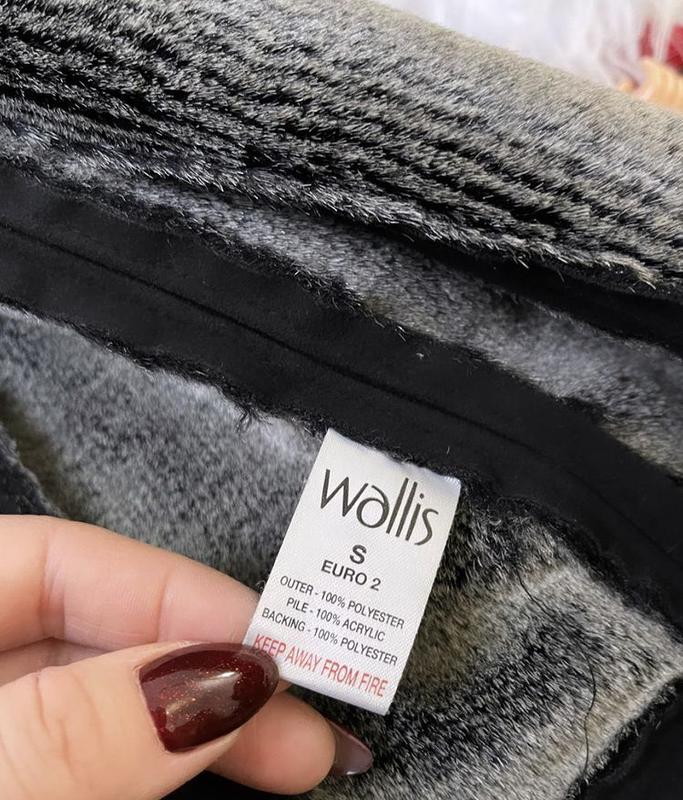 wallis
S
EURO 2
OUTER - 100% POLYESTER
PILE - 100% ACRYLIC
BACKING - 100% POLYESTER
KEEP AWAY FROM FIRE